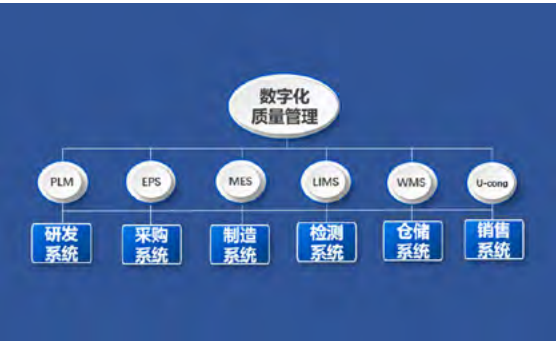 数字化
质量管理
PLM
EPS
MES
LIMS
WMS
U-cong
研发
系统
采购
系统
制造
系统
检测
系统
仓储
系统
销售
系统